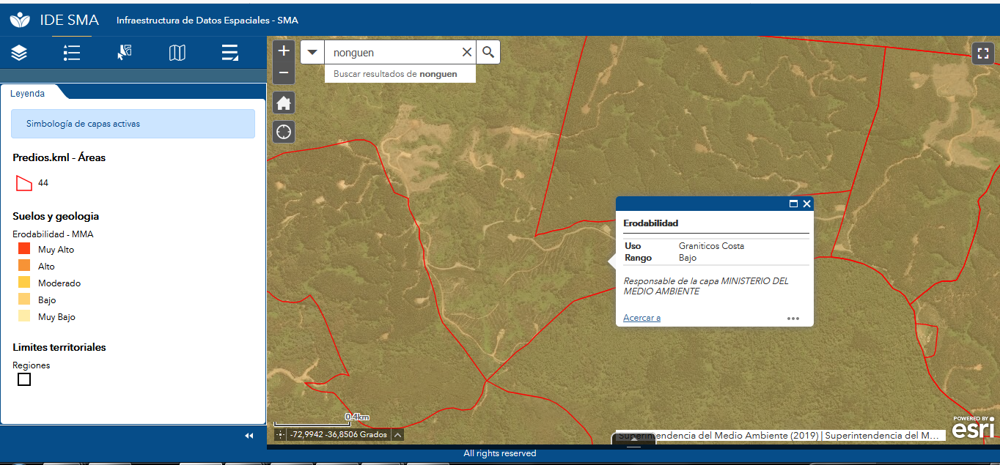 IDE SMA
Infraestructura de Datos Espaciales - SMA
nonguen
Buscar resultados de nonguen
Leyenda
Simbología de capas activas
Predios.kml - Áreas
44
Suelos y geologia
Erodabilidad - MMA
Muy Alto
Alto
Moderado
Bajo
Muy Bajo
Limites territoriales
Regiones
Erodabilidad
Uso Graniticos Costa
Rango Bajo
Responsable de la capa MINISTERIO DEL
MEDIO AMBIENTE
Acercar a
0.4km
-72,9942 -36,8506 Grados
Superintendencia del Medio Ambiente (2019) | Superintendencia del M...
POWERED BY
esri
All rights reserved